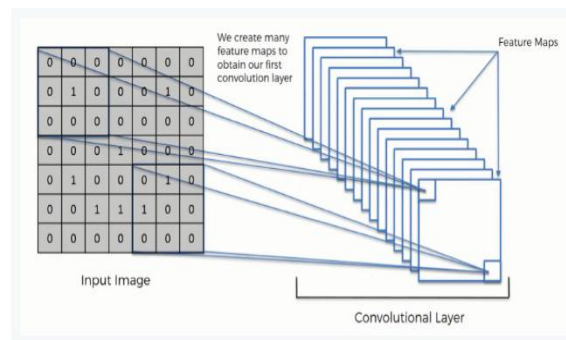 We create many
feature maps to
obtain our first
convolution layer
Feature Maps
0 0 0 0 0 0 0
0 1 0 0 0 1 0
0 0 0 0 0 0 0
0 0 0 1 0 0 0
0 1 0 0 0 1 0
0 0 1 1 1 0 0
0 0 0 0 0 0 0
Input Image
Convolutional Layer